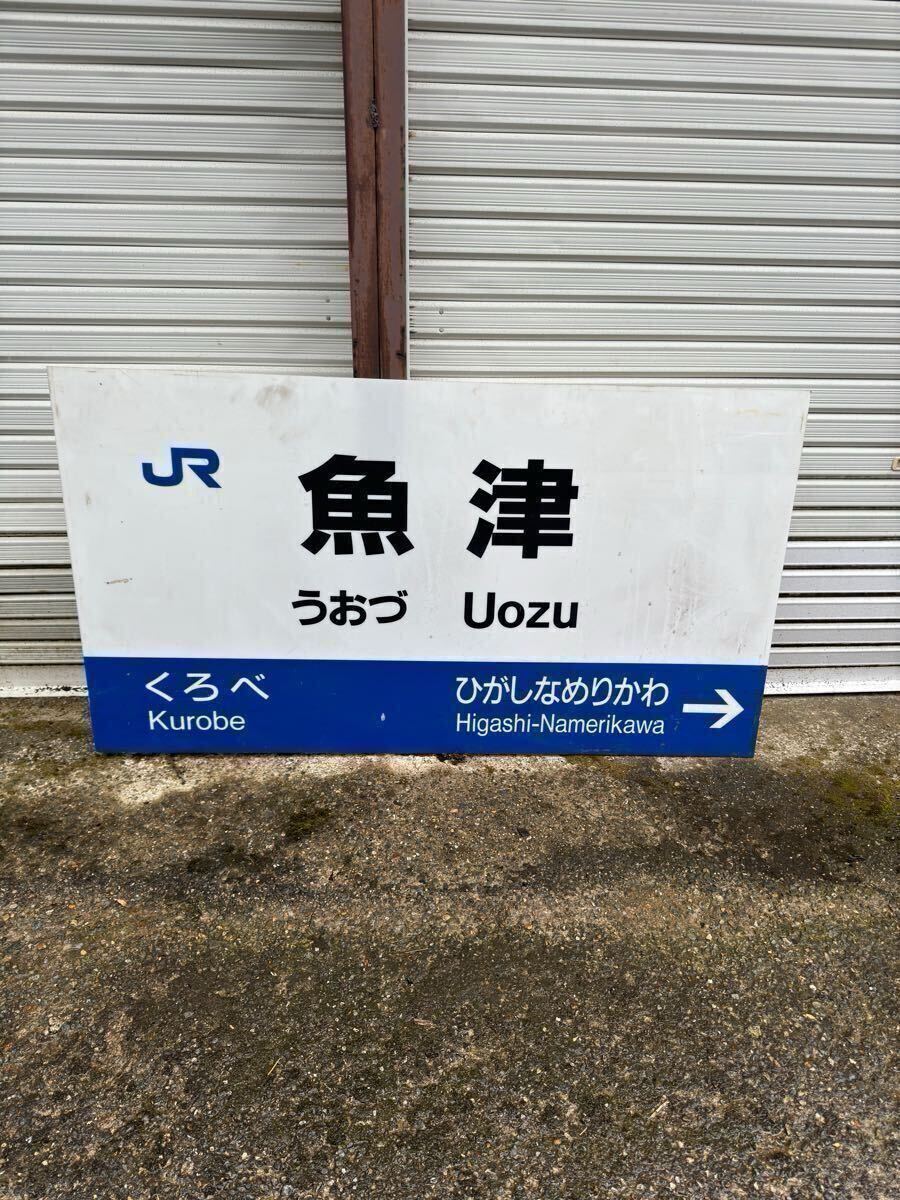 JR
魚津
うおづ Uozu
くろべ
Kurobe
ひがしなめりかわ →
Higashi-Namerikawa